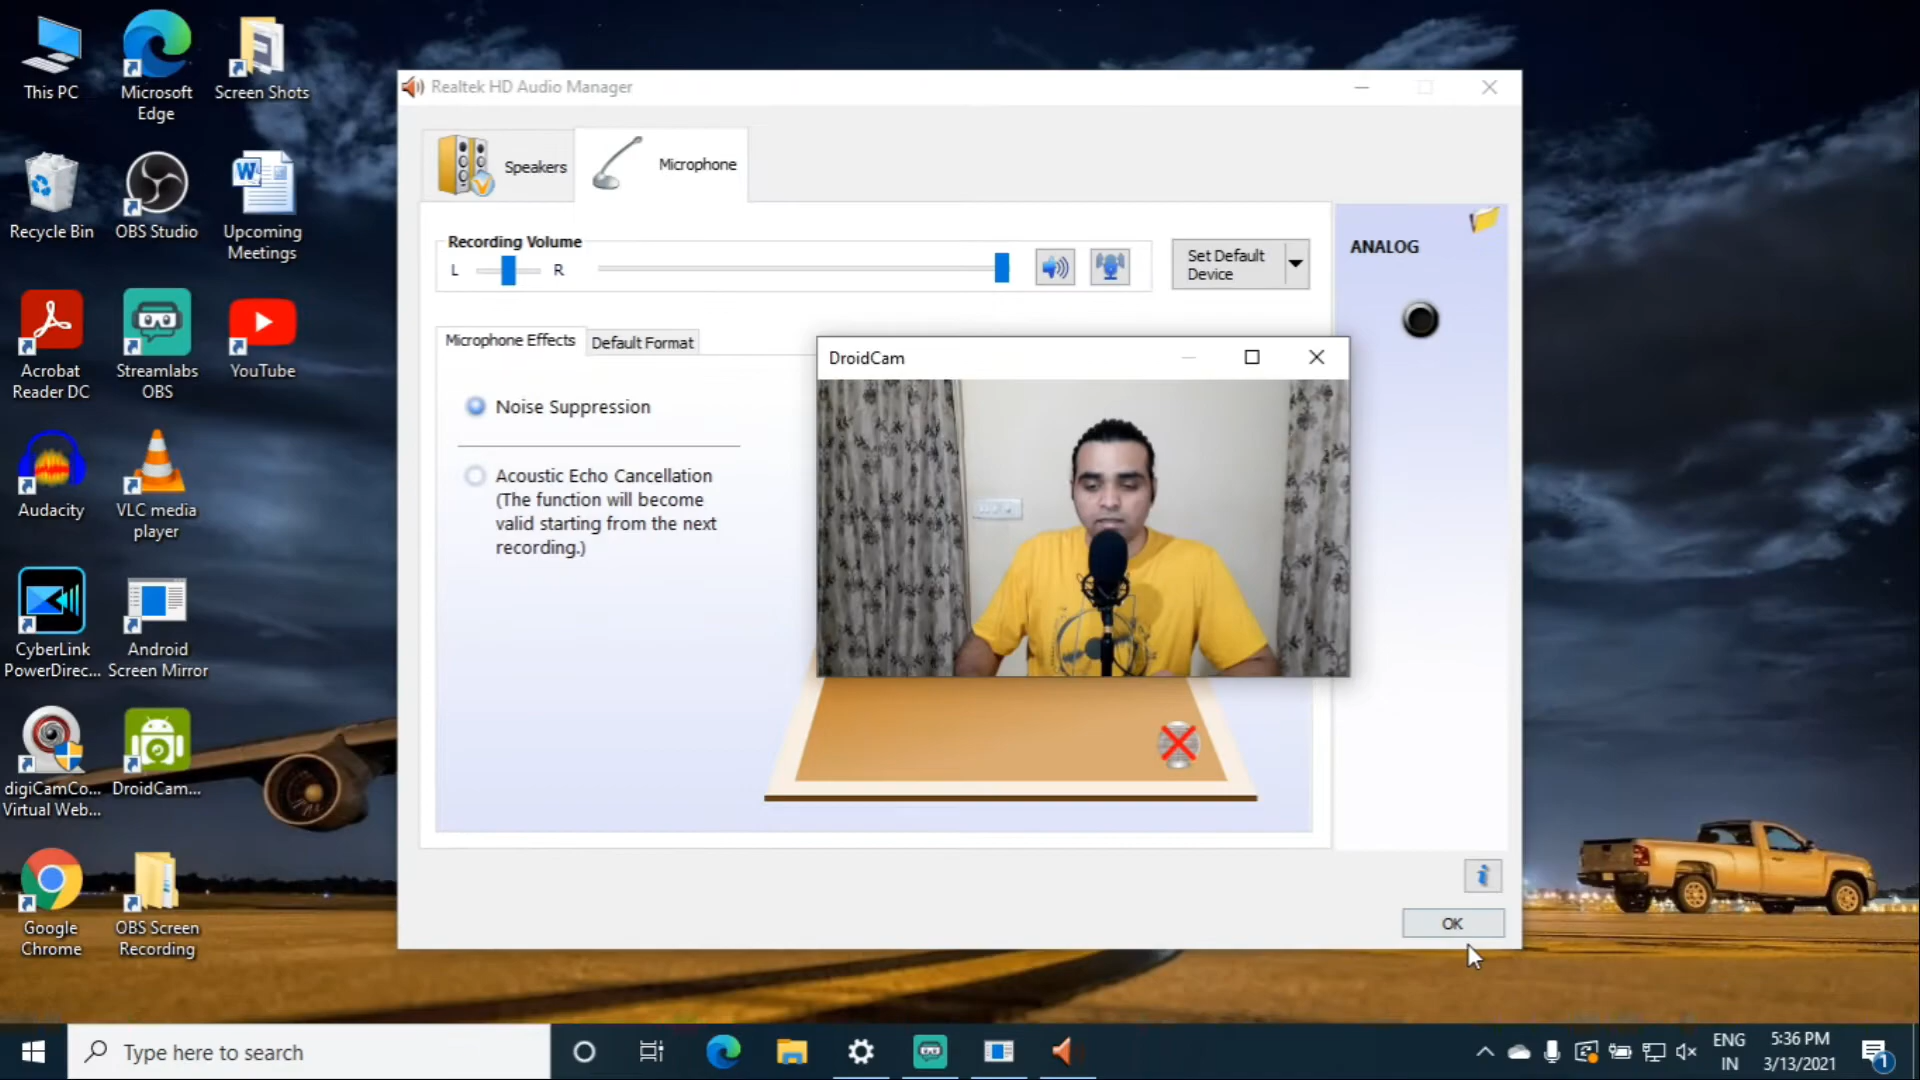 This PC
Microsoft
Edge
Screen Shots
Recycle Bin
OBS Studio
Upcoming
Meetings
Acrobat
Reader DC
Streamlabs
OBS
YouTube
Audacity
VLC media
player
CyberLink
PowerDirec...
Android
Screen Mirror
digiCamCo...
Virtual Web...
DroidCam...
Google
Chrome
OBS Screen
Recording
Realtek HD Audio Manager
Speakers
Microphone
Recording Volume
L
R
Set Default
Device
ANALOG
Microphone Effects
Default Format
Noise Suppression
Acoustic Echo Cancellation
(The function will become
valid starting from the next
recording.)
DroidCam
OK
Type here to search
ENG
IN
5:36 PM
3/13/2021
1